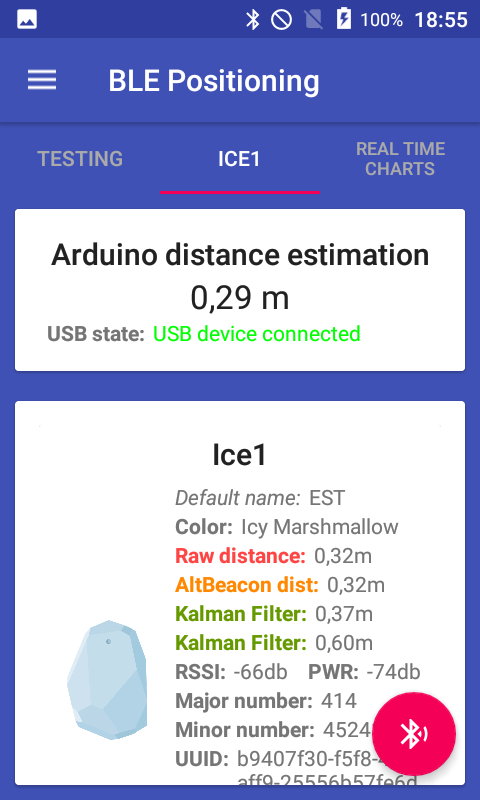 100% 18:55
BLE Positioning
TESTING ICE1 REAL TIME CHARTS
Arduino distance estimation
0,29 m
USB state: USB device connected
Ice1
Default name: EST
Color: Icy Marshmallow
Raw distance: 0,32m
AltBeacon dist: 0,32m
Kalman Filter: 0,37m
Kalman Filter: 0,60m
RSSI: -66db PWR: -74db
Major number: 414
Minor number: 4524
UUID: b9407f30-f5f8-
aff9-25556b57fe6d